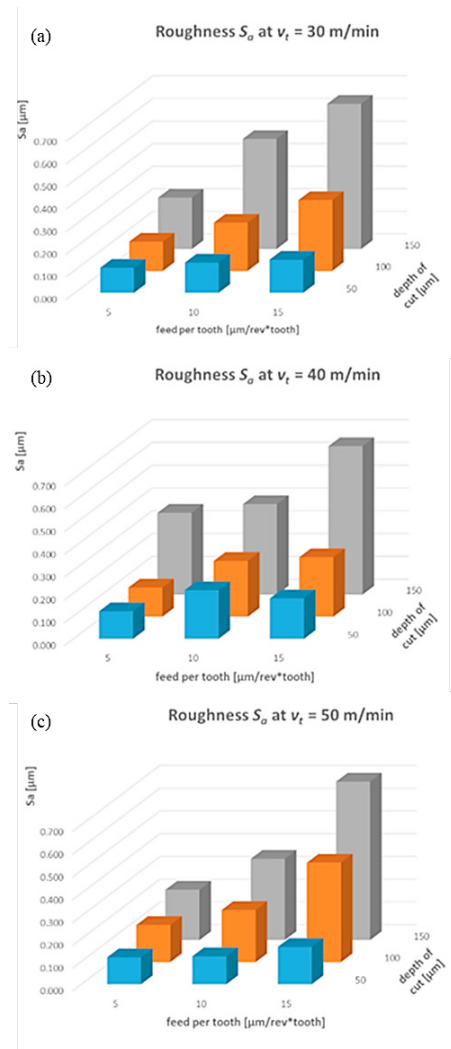 (a)
Roughness Sa at vt = 30 m/min
Sa [µm]
0.700
0.600
0.500
0.400
0.300
0.200
0.100
0.000
5
10
15
50
100
150
depth of
cut [µm]
feed per tooth [µm/rev*tooth]
(b)
Roughness Sa at vt = 40 m/min
Sa [µm]
0.700
0.600
0.500
0.400
0.300
0.200
0.100
0.000
5
10
15
50
100
150
depth of
cut [µm]
feed per tooth [µm/rev*tooth]
(c)
Roughness Sa at vt = 50 m/min
Sa [µm]
0.700
0.600
0.500
0.400
0.300
0.200
0.100
0.000
5
10
15
50
100
150
depth of
cut [µm]
feed per tooth [µm/rev*tooth]